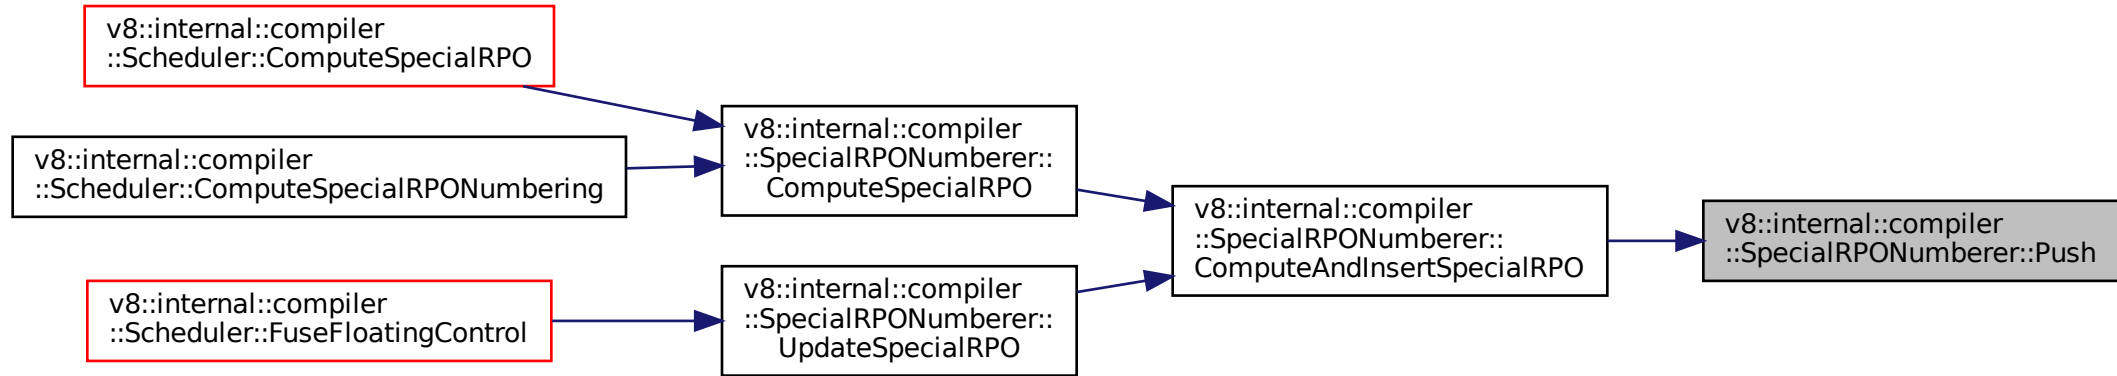 v8::internal::compiler
::Scheduler::ComputeSpecialRPO
v8::internal::compiler
::Scheduler::ComputeSpecialRPONumbering
v8::internal::compiler
::Scheduler::FuseFloatingControl
v8::internal::compiler
::SpecialRPONumberer::
ComputeSpecialRPO
v8::internal::compiler
::SpecialRPONumberer::
UpdateSpecialRPO
v8::internal::compiler
::SpecialRPONumberer::
ComputeAndInsertSpecialRPO
v8::internal::compiler
::SpecialRPONumberer::Push